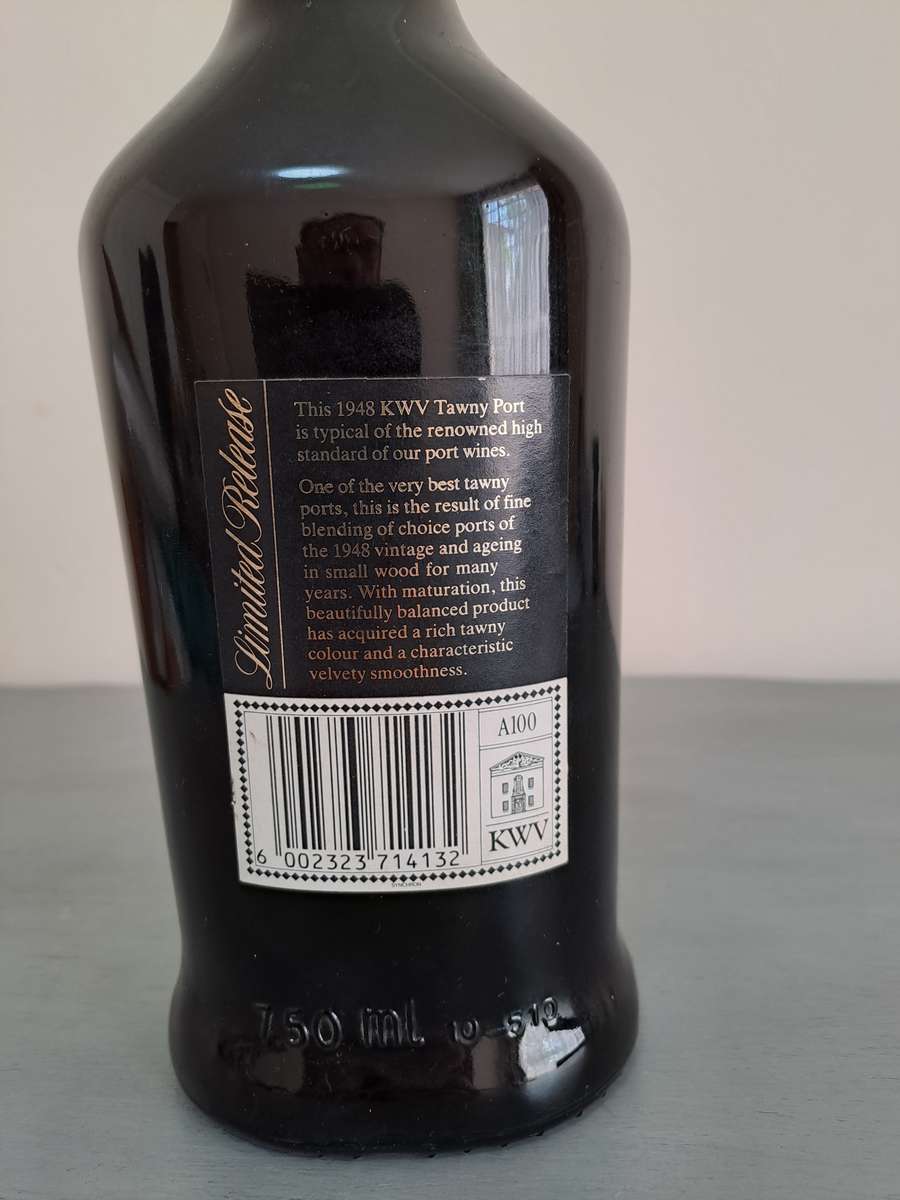 Limited Release
This 1948 KWV Tawny Port
is typical of the renowned high
standard of our port wines.
One of the very best tawny
ports, this is the result of fine
blending of choice ports of
the 1948 vintage and ageing
in small wood for many
years. With maturation, this
beautifully balanced product
has acquired a rich tawny
colour and a characteristic
velvety smoothness.
A100
KWV
6 002323 714132
SYNCHRON
750 ml 10 510